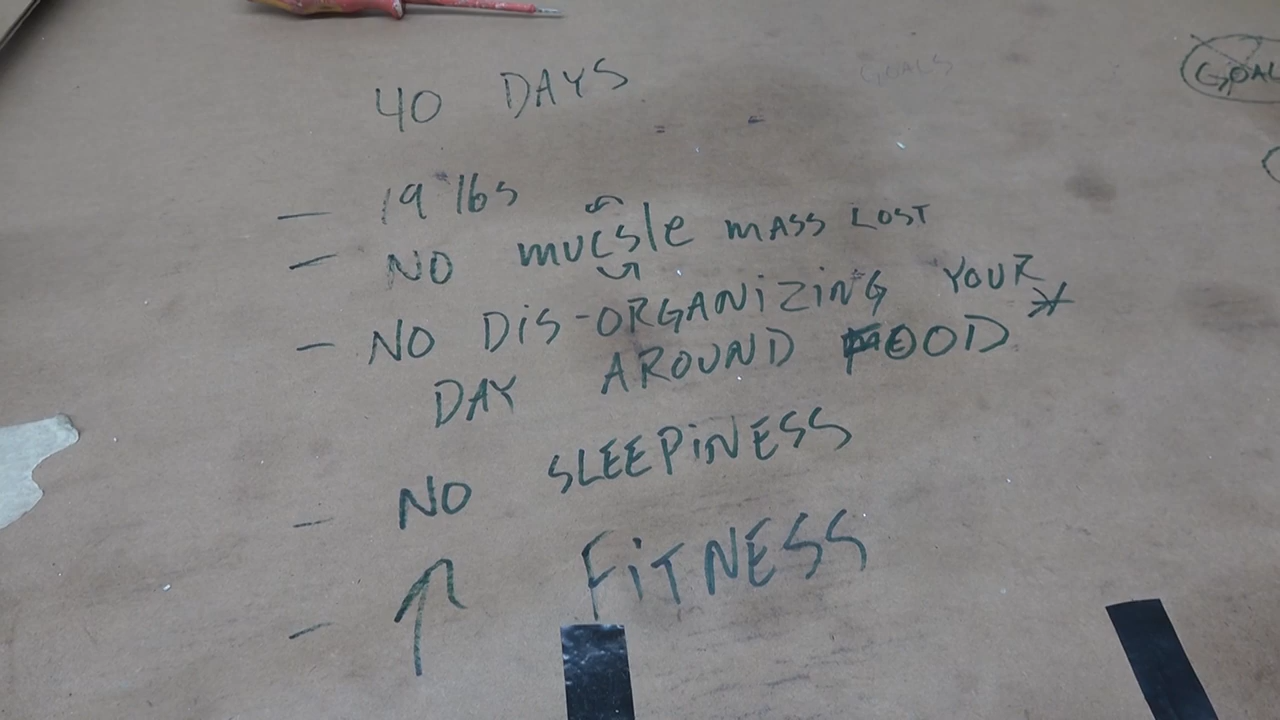 GOALS
GOAL
40 DAYS
- 19 lbs
- NO mucsle MASS LOST
- NO DIS-ORGANIZING YOUR
DAY AROUND FOOD *
- NO SLEEPINESS
- ↑ FITNESS